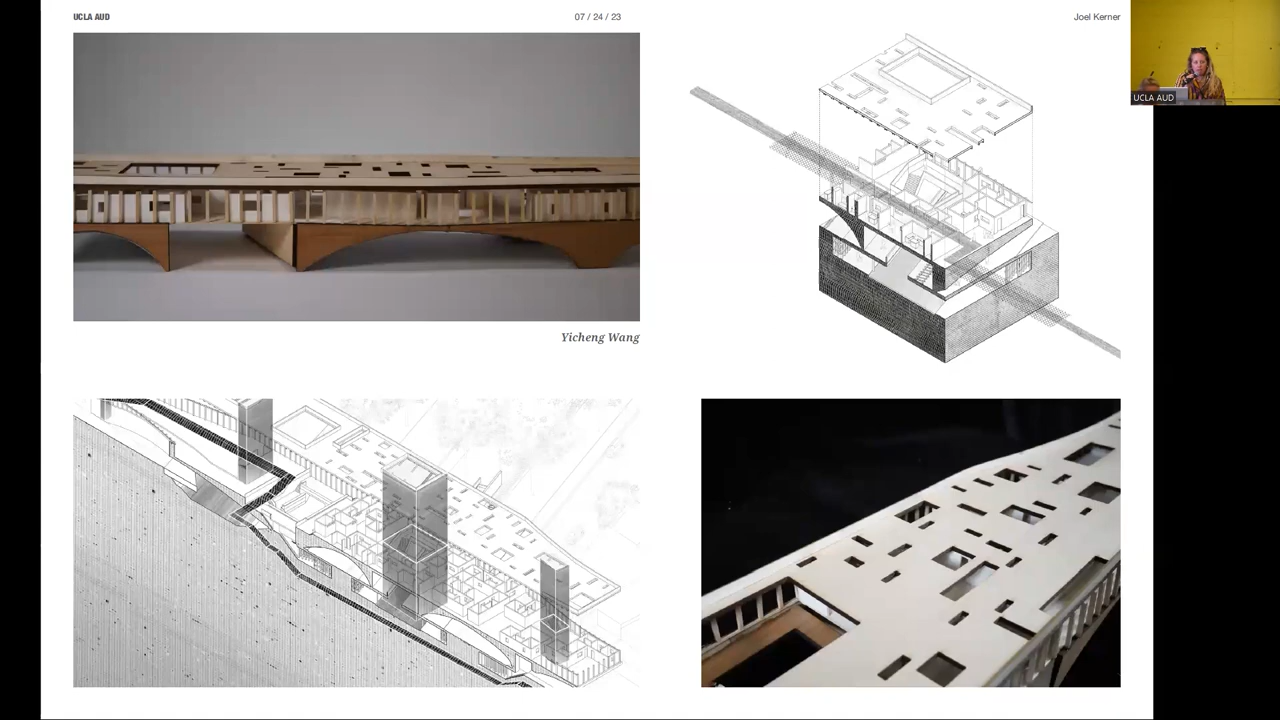 UCLA AUD
07 / 24 / 23
Joel Kerner
UCLA AUD
Yicheng Wang